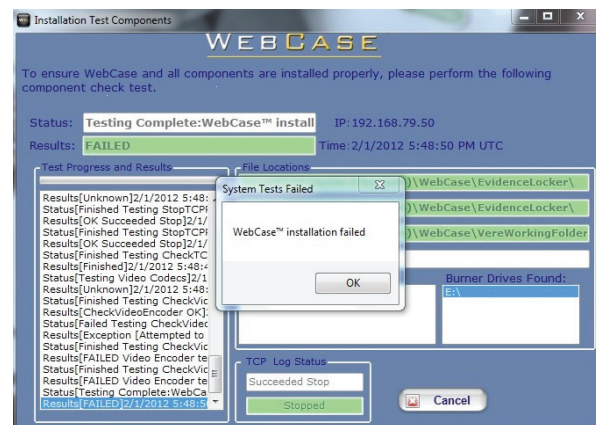 Installation Test Components
WEBCASE
To ensure WebCase and all components are installed properly, please perform the following
component check test.
Status: Testing Complete:WebCase™ install IP:192.168.79.50
Results: FAILED Time:2/1/2012 5:48:50 PM UTC
Test Progress and Results
File Locations
Results[Unknown]2/1/2012 5:48:
Status[Finished Testing StopTCPI
Results[OK Succeeded Stop]2/1/
Status[Finished Testing StopTCPI
Results[OK Succeeded Stop]2/1/
Status[Finished Testing CheckTC
Results[Finished]2/1/2012 5:48:4
Status[Testing Video Codecs]2/1
Results[Unknown]2/1/2012 5:48:
Status[Finished Testing CheckVic
Results[CheckVideoEncoder OK]:
Status[Failed Testing CheckVidec
Results[Exception [Attempted to
Status[Finished Testing CheckVic
Results[FAILED Video Encoder te
Status[Finished Testing CheckVic
Results[FAILED Video Encoder te
Status[Testing Complete:WebCa
Results[FAILED]2/1/2012 5:48:5
System Tests Failed
WebCase™ installation failed
OK
)\WebCase\EvidenceLocker\
)\WebCase\EvidenceLocker\
)\WebCase\VereWorkingFolder
Burner Drives Found:
E:\
TCP Log Status
Succeeded Stop
Stopped
Cancel